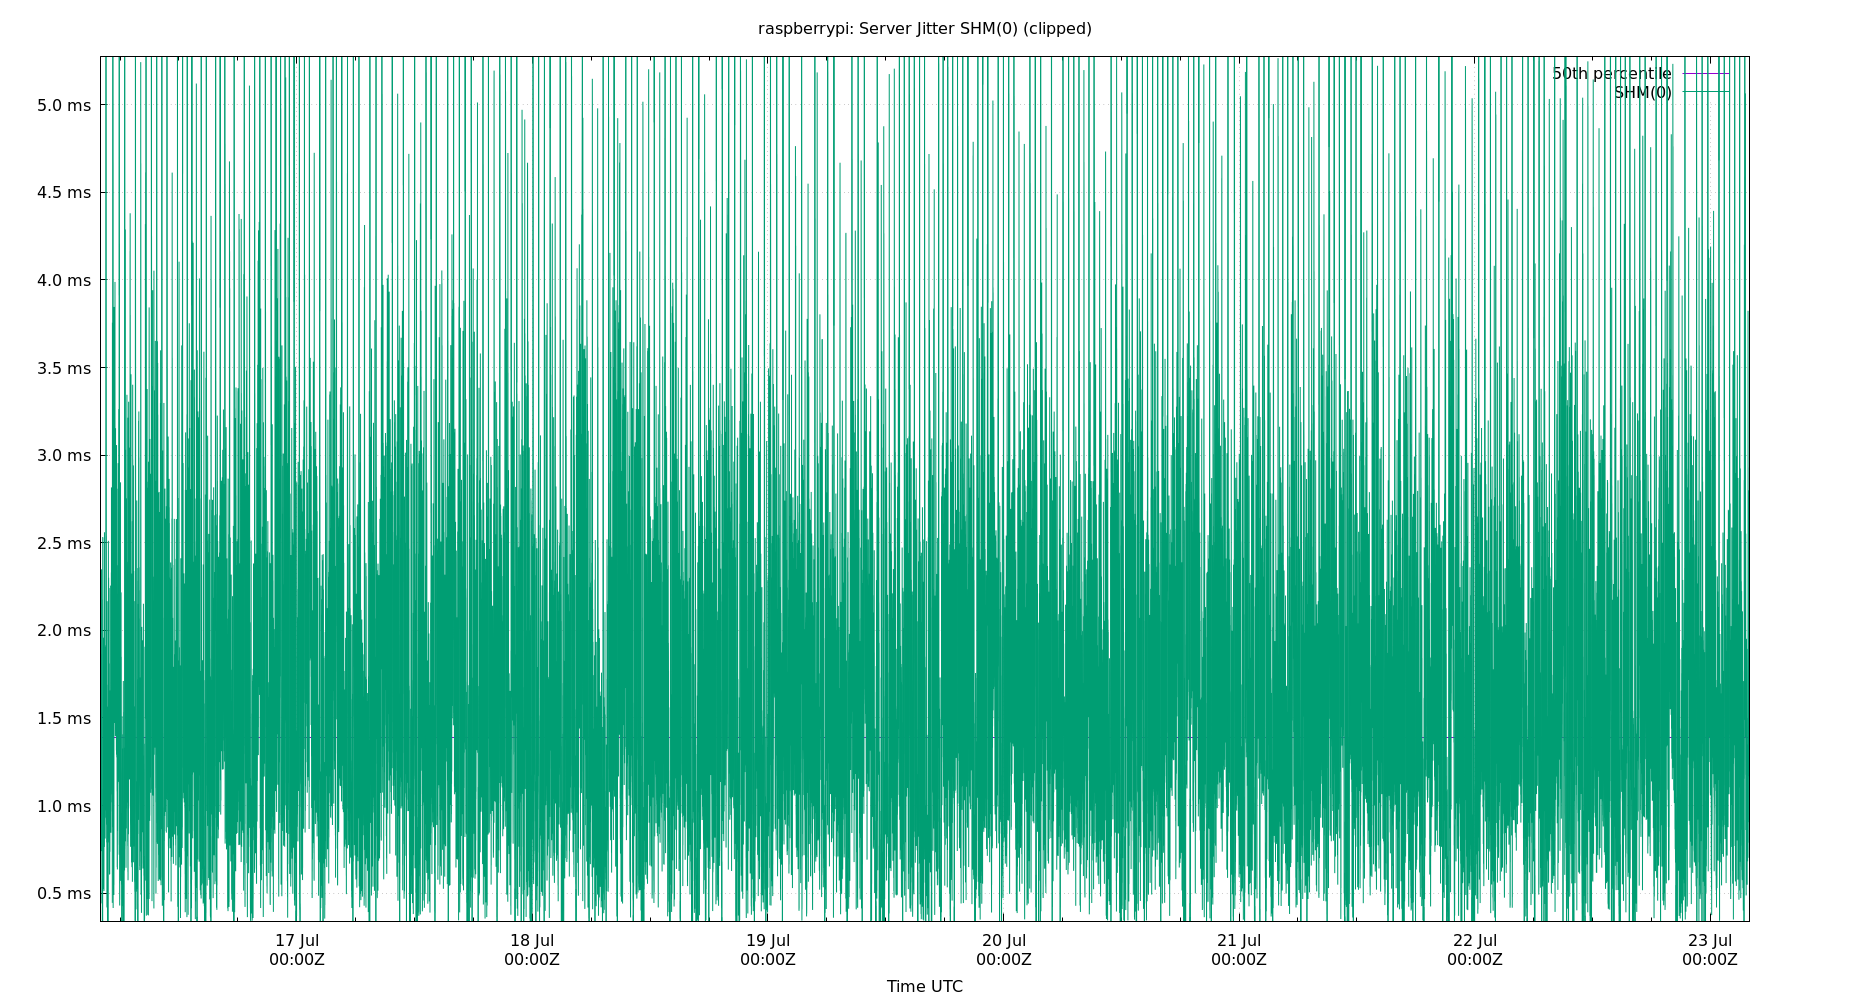 raspberrypi: Server Jitter SHM(0) (clipped)
50th percentile
SHM(0)
5.0 ms
4.5 ms
4.0 ms
3.5 ms
3.0 ms
2.5 ms
2.0 ms
1.5 ms
1.0 ms
0.5 ms
17 Jul 18 Jul 19 Jul 20 Jul 21 Jul 22 Jul 23 Jul
00:00Z 00:00Z 00:00Z 00:00Z 00:00Z 00:00Z 00:00Z
Time UTC